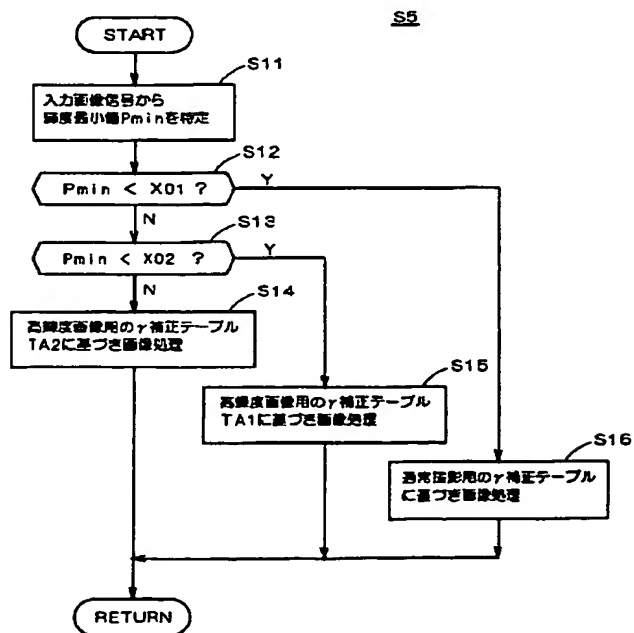 S5
START
S11
入力画像信号から
輝度最小値Pminを特定
S12
Pmin < X01 ?
Y
N
S13
Pmin < X02 ?
Y
N
S14
高輝度画像用のγ補正テーブル
TA2に基づき画像処理
S15
高輝度画像用のγ補正テーブル
TA1に基づき画像処理
S16
通常撮影用のγ補正テーブル
に基づき画像処理
RETURN